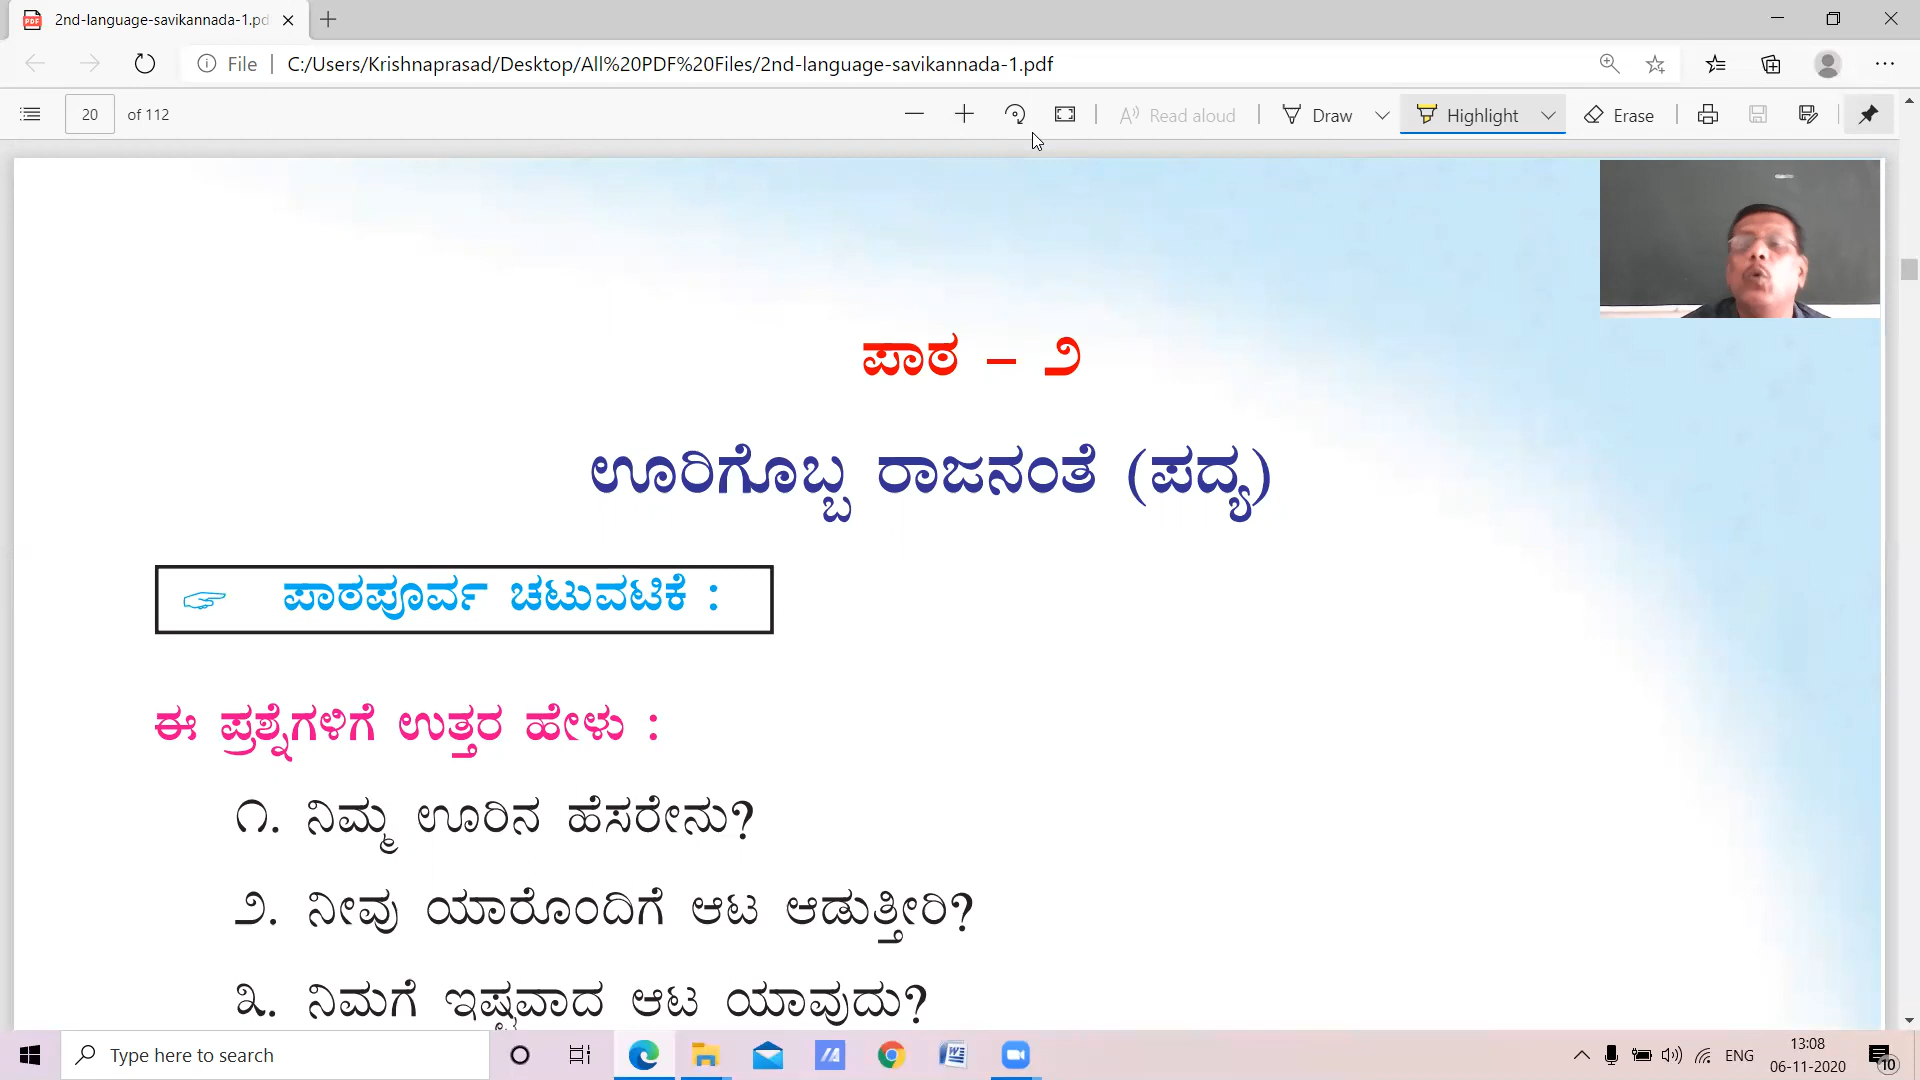 2nd-language-savikannada-1.pd
File
C:/Users/Krishnaprasad/Desktop/All%20PDF%20Files/2nd-language-savikannada-1.pdf
20 of 112
Read aloud
Draw
Highlight
Erase
ಪಾಠ – ೨
ಊರಿಗೊಬ್ಬ ರಾಜನಂತೆ (ಪದ್ಯ)
☞ ಪಾಠಪೂರ್ವ ಚಟುವಟಿಕೆ :
ಈ ಪ್ರಶ್ನೆಗಳಿಗೆ ಉತ್ತರ ಹೇಳು :
೧. ನಿಮ್ಮ ಊರಿನ ಹೆಸರೇನು?
೨. ನೀವು ಯಾರೊಂದಿಗೆ ಆಟ ಆಡುತ್ತೀರಿ?
೩. ನಿಮಗೆ ಇಷ್ಟವಾದ ಆಟ ಯಾವುದು?
Type here to search
ENG
13:08
06-11-2020
10